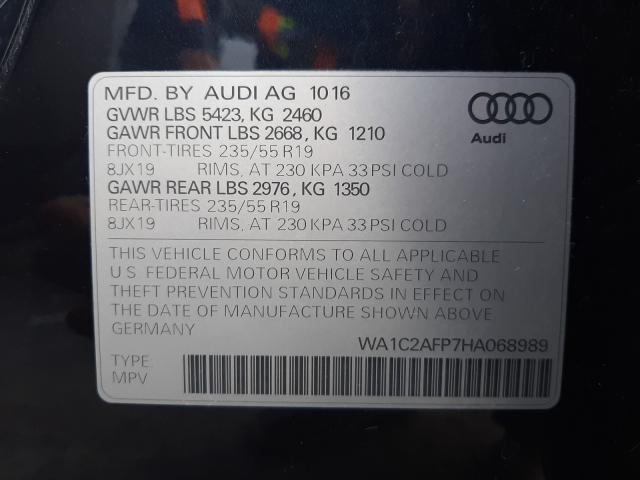 MFD. BY AUDI AG 10 16
GVWR LBS 5423, KG 2460
GAWR FRONT LBS 2668, KG 1210
FRONT-TIRES 235/55 R19
8JX19 RIMS, AT 230 KPA 33 PSI COLD
GAWR REAR LBS 2976, KG 1350
REAR-TIRES 235/55 R19
8JX19 RIMS, AT 230 KPA 33 PSI COLD
Audi
THIS VEHICLE CONFORMS TO ALL APPLICABLE
U S FEDERAL MOTOR VEHICLE SAFETY AND
THEFT PREVENTION STANDARDS IN EFFECT ON
THE DATE OF MANUFACTURE SHOWN ABOVE
GERMANY
WA1C2AFP7HA068989
TYPE:
MPV